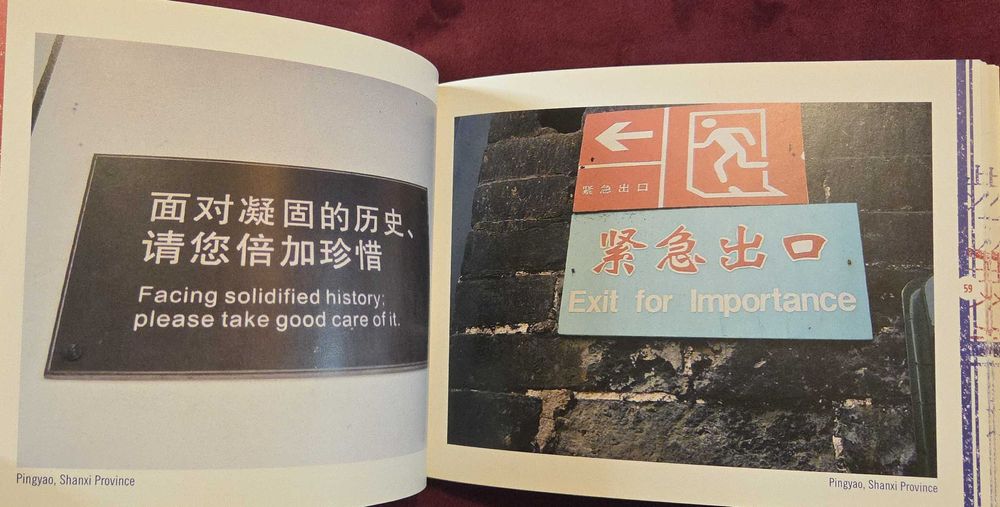 面对凝固的历史、
请您倍加珍惜
Facing solidified history;
please take good care of it.
Pingyao, Shanxi Province
紧急出口
紧急出口
Exit for Importance
Pingyao, Shanxi Province
59